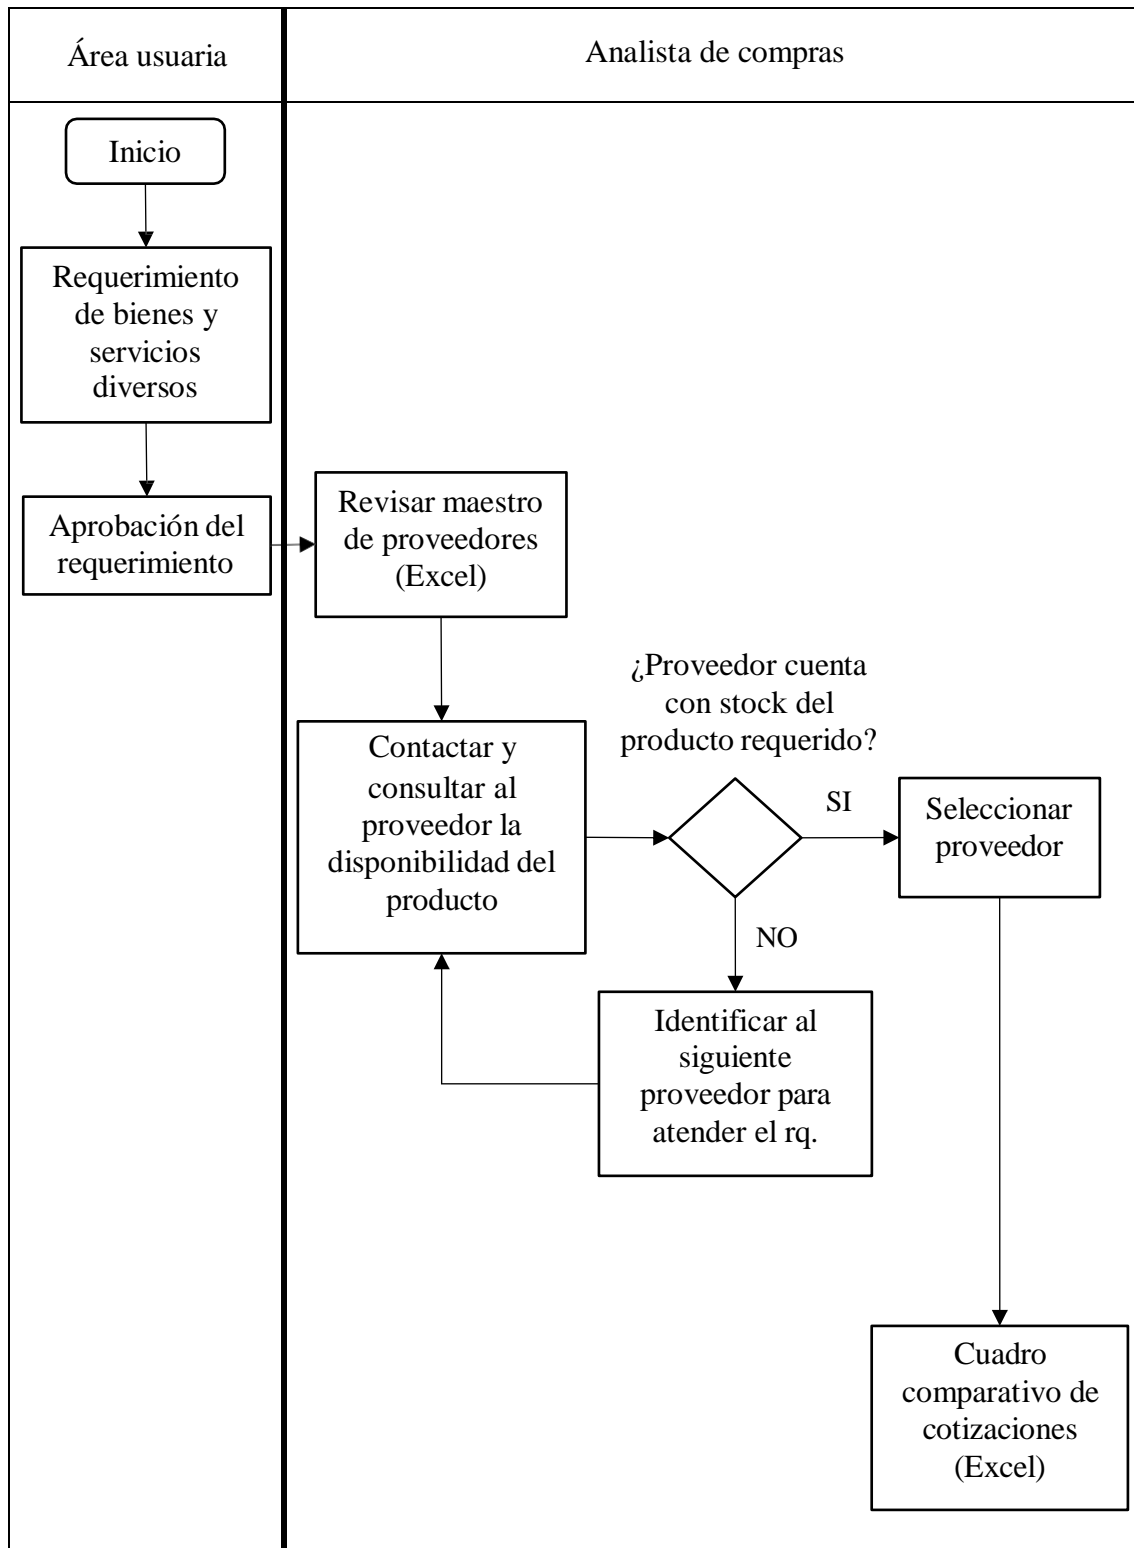 Área usuaria
Analista de compras
Inicio
Requerimiento
de bienes y
servicios
diversos
Aprobación del
requerimiento
Revisar maestro
de proveedores
(Excel)
¿Proveedor cuenta
con stock del
producto requerido?
Contactar y
consultar al
proveedor la
disponibilidad del
producto
SI
Seleccionar
proveedor
NO
Identificar al
siguiente
proveedor para
atender el rq.
Cuadro
comparativo de
cotizaciones
(Excel)